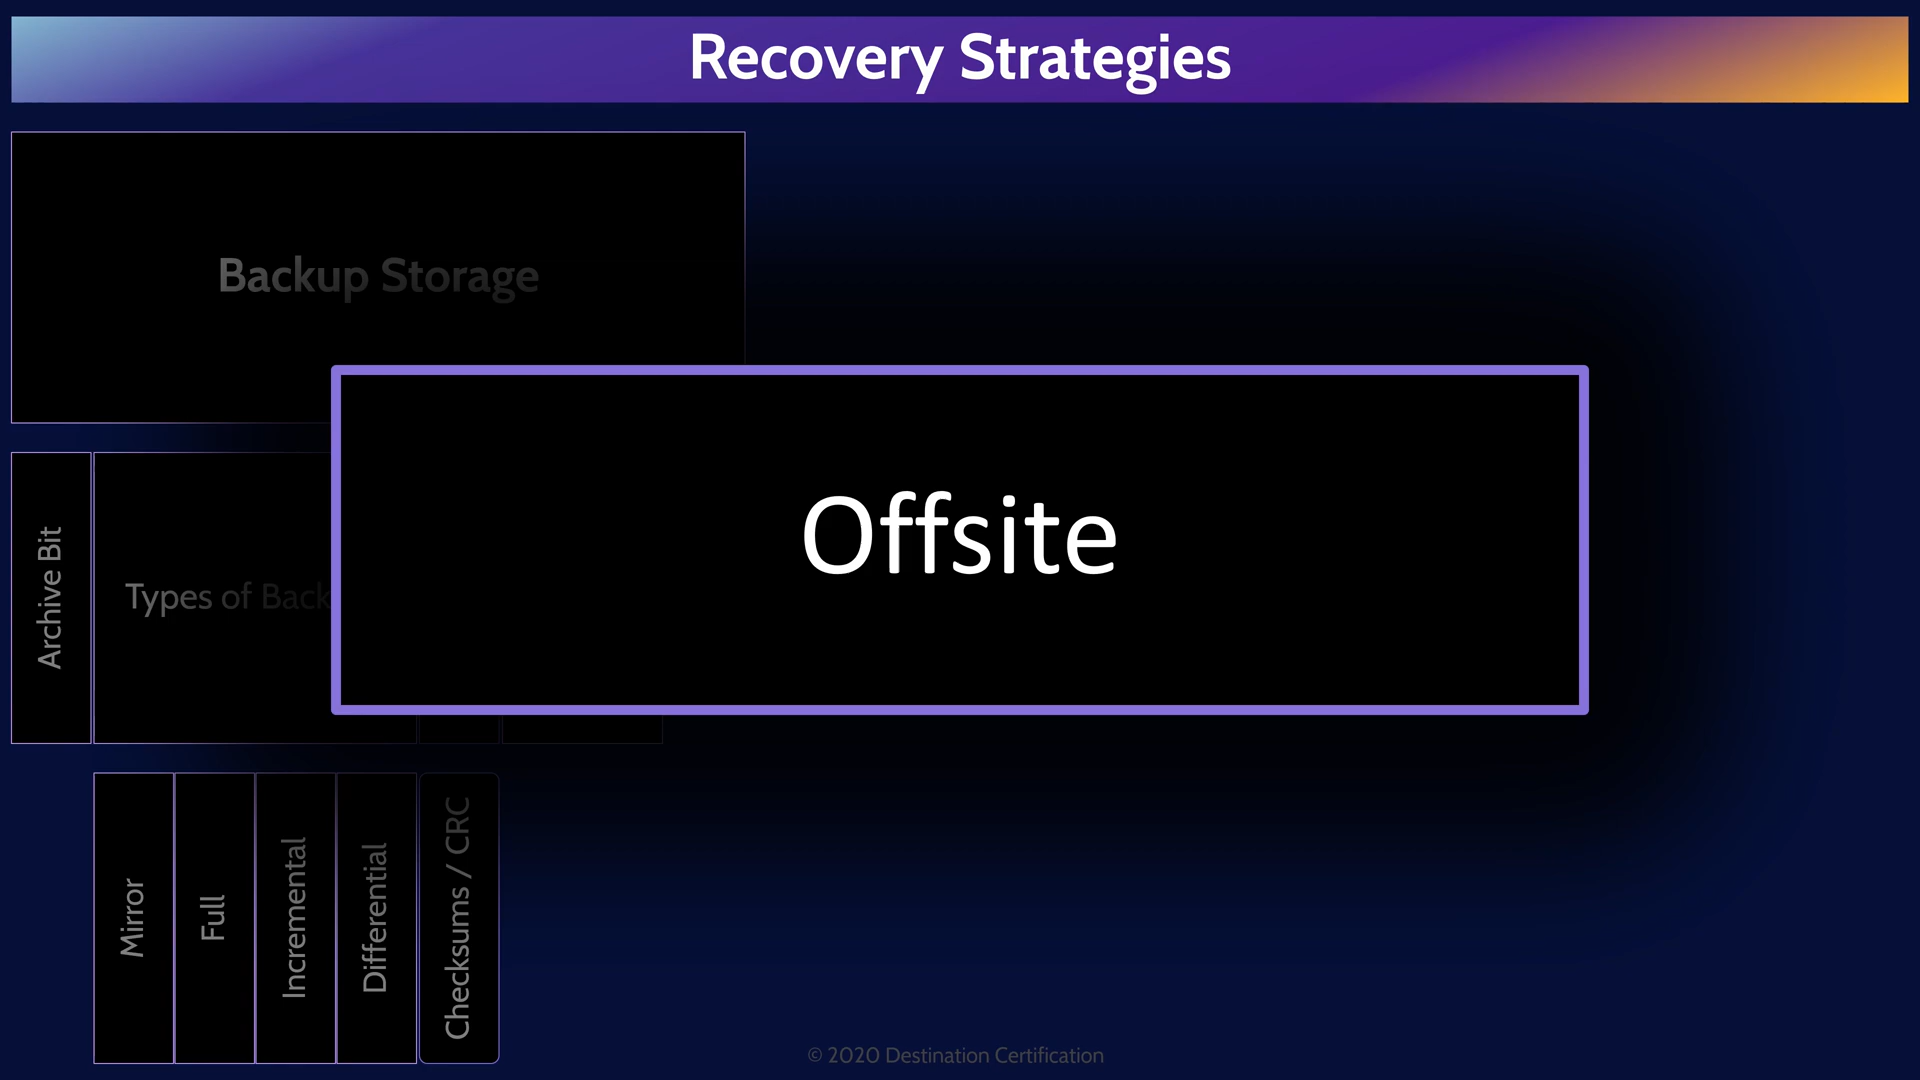 Recovery Strategies
Backup Storage
Offsite
Archive Bit
Types of Back
Mirror
Full
Incremental
Differential
Checksums / CRC
© 2020 Destination Certification